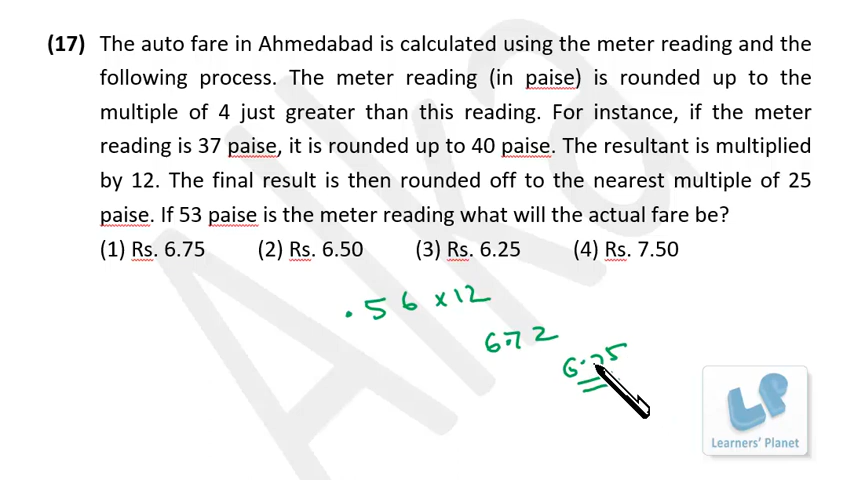 (17) The auto fare in Ahmedabad is calculated using the meter reading and the
following process. The meter reading (in paise) is rounded up to the
multiple of 4 just greater than this reading. For instance, if the meter
reading is 37 paise, it is rounded up to 40 paise. The resultant is multiplied
by 12. The final result is then rounded off to the nearest multiple of 25
paise. If 53 paise is the meter reading what will the actual fare be?
(1) Rs. 6.75 (2) Rs. 6.50 (3) Rs. 6.25 (4) Rs. 7.50
.56 x12
6.72
6.75
LP
Learners' Planet
Alka